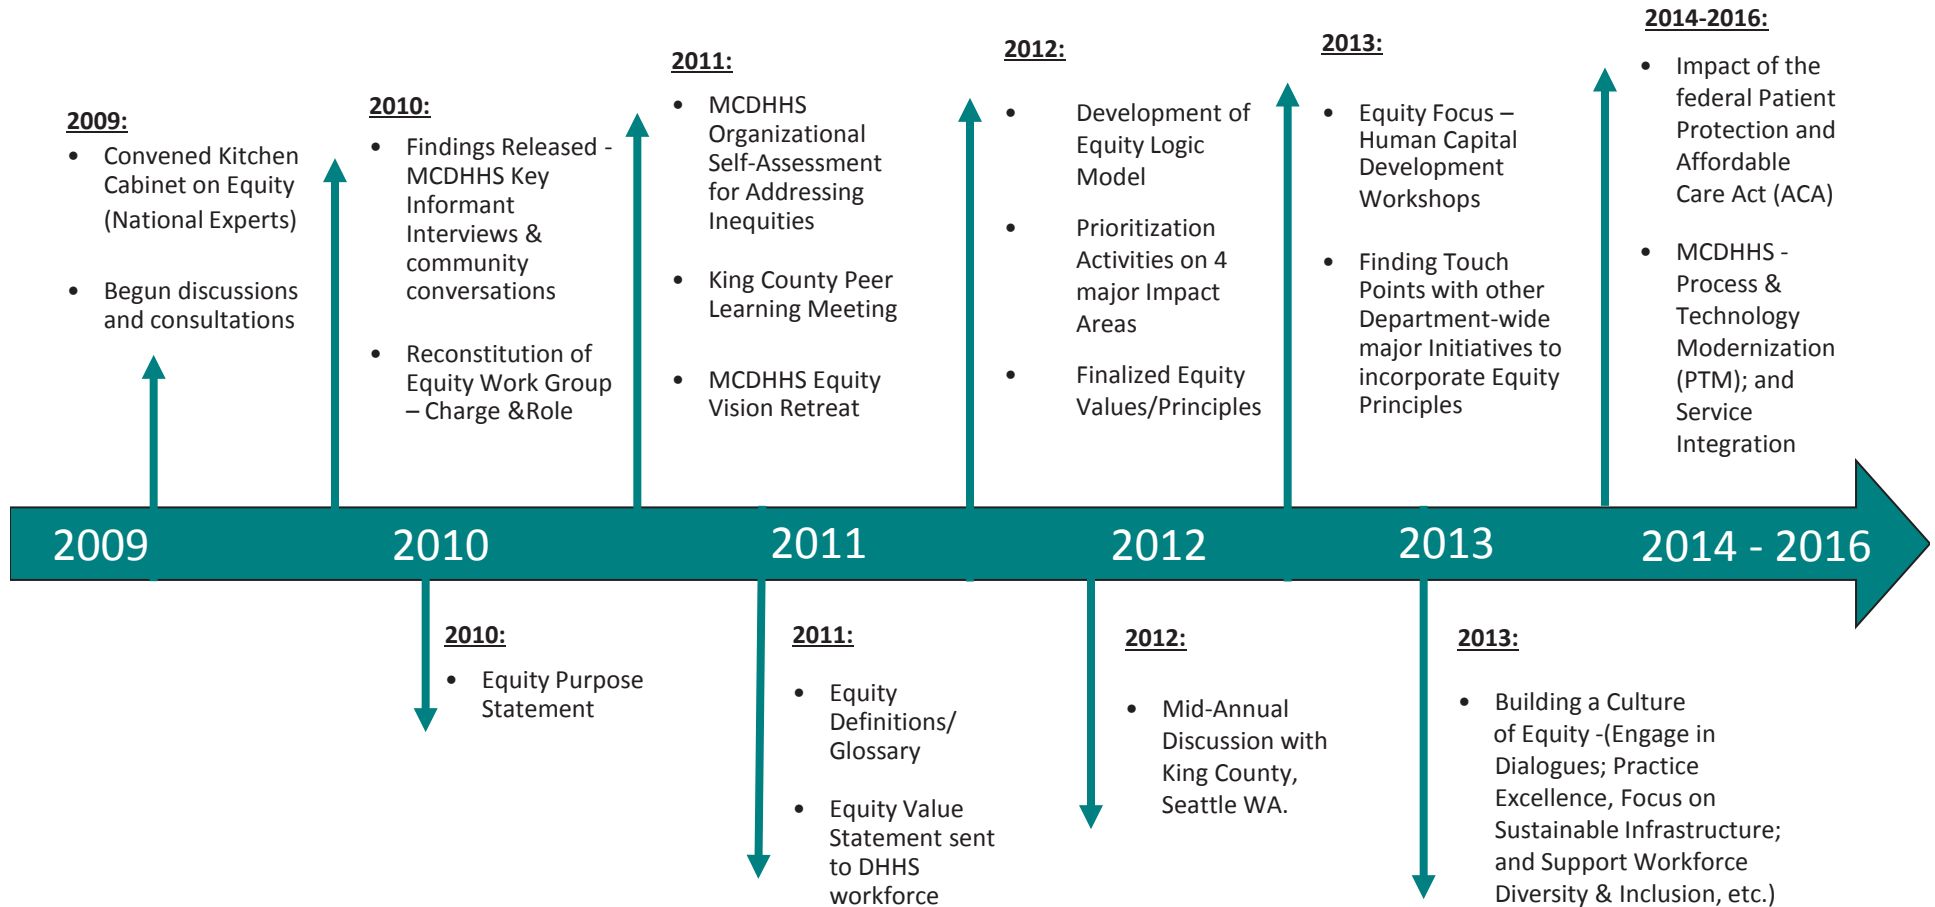 2009:
• Convened Kitchen
Cabinet on Equity
(National Experts)
• Begun discussions
and consultations
2010:
• Findings Released -
MCDHHS Key
Informant
Interviews &
community
conversations
• Reconstitution of
Equity Work Group
– Charge &Role
2011:
• MCDHHS
Organizational
Self-Assessment
for Addressing
Inequities
• King County Peer
Learning Meeting
• MCDHHS Equity
Vision Retreat
2012:
• Development of
Equity Logic
Model
• Prioritization
Activities on 4
major Impact
Areas
• Finalized Equity
Values/Principles
2013:
• Equity Focus –
Human Capital
Development
Workshops
• Finding Touch
Points with other
Department-wide
major Initiatives to
incorporate Equity
Principles
2014-2016:
• Impact of the
federal Patient
Protection and
Affordable
Care Act (ACA)
• MCDHHS -
Process &
Technology
Modernization
(PTM); and
Service
Integration
2009
2010
2011
2012
2013
2014 - 2016
2010:
• Equity Purpose
Statement
2011:
• Equity
Definitions/
Glossary
• Equity Value
Statement sent
to DHHS
workforce
2012:
• Mid-Annual
Discussion with
King County,
Seattle WA.
2013:
• Building a Culture
of Equity -(Engage in
Dialogues; Practice
Excellence, Focus on
Sustainable Infrastructure;
and Support Workforce
Diversity & Inclusion, etc.)